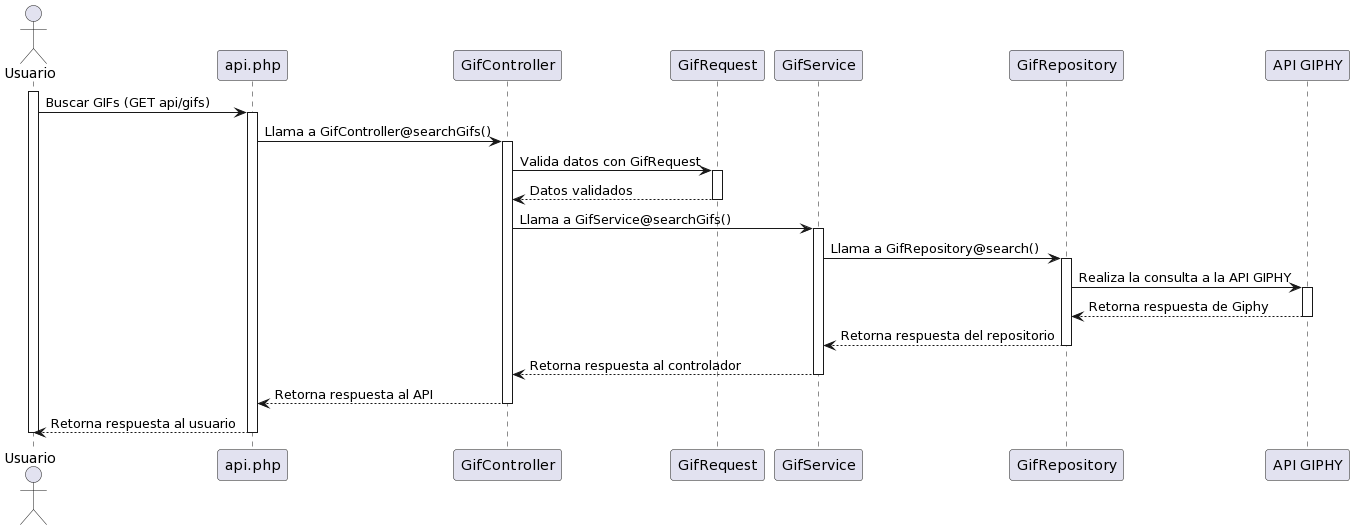 Usuario
api.php
GifController
GifRequest
GifService
GifRepository
API GIPHY
Buscar GIFs (GET api/gifs)
Llama a GifController@searchGifs()
Valida datos con GifRequest
Datos validados
Llama a GifService@searchGifs()
Llama a GifRepository@search()
Realiza la consulta a la API GIPHY
Retorna respuesta de Giphy
Retorna respuesta del repositorio
Retorna respuesta al controlador
Retorna respuesta al API
Retorna respuesta al usuario
Usuario
api.php
GifController
GifRequest
GifService
GifRepository
API GIPHY